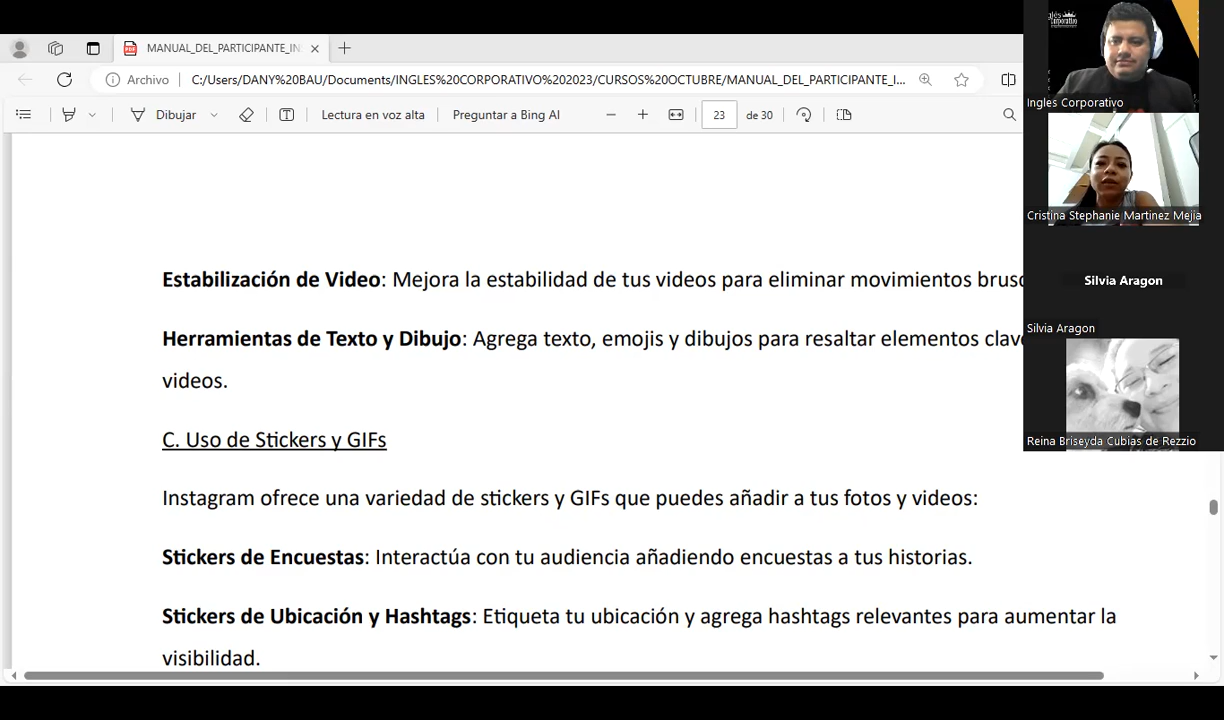 MANUAL_DEL_PARTICIPANTE_IN
Archivo
C:/Users/DANY%20BAU/Documents/INGLES%20CORPORATIVO%202023/CURSOS%20OCTUBRE/MANUAL_DEL_PARTICIPANTE_I...
Dibujar
Lectura en voz alta
Preguntar a Bing AI
23
de 30
Estabilización de Video: Mejora la estabilidad de tus videos para eliminar movimientos brusc
Herramientas de Texto y Dibujo: Agrega texto, emojis y dibujos para resaltar elementos clav
videos.
C. Uso de Stickers y GIFs
Instagram ofrece una variedad de stickers y GIFs que puedes añadir a tus fotos y videos:
Stickers de Encuestas: Interactúa con tu audiencia añadiendo encuestas a tus historias.
Stickers de Ubicación y Hashtags: Etiqueta tu ubicación y agrega hashtags relevantes para aumentar la
visibilidad.
Ingles Corporativo
Cristina Stephanie Martinez Mejia
Silvia Aragon
Silvia Aragon
Reina Briseyda Cubias de Rezzio